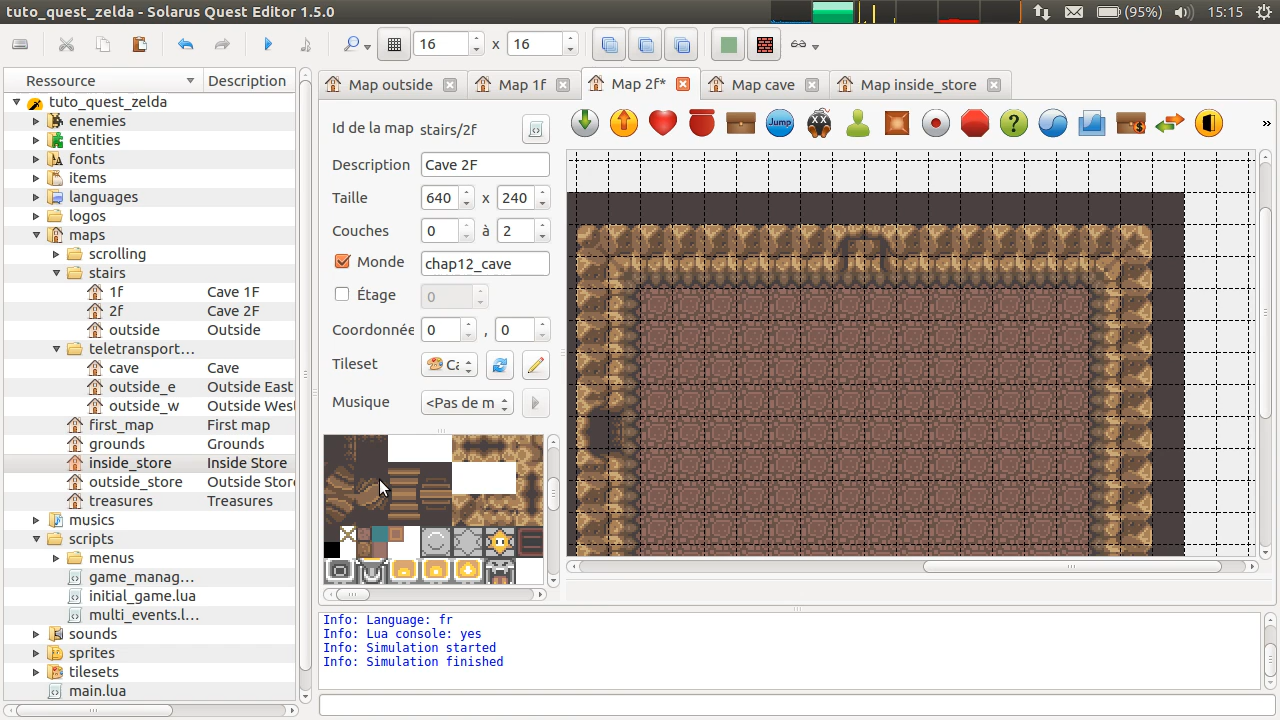 tuto_quest_zelda - Solarus Quest Editor 1.5.0
(95%)
15:15
16 x 16
Ressource Description
tuto_quest_zelda
enemies
entities
fonts
items
languages
logos
maps
scrolling
stairs
1f Cave 1F
2f Cave 2F
outside Outside
teletransport...
cave Cave
outside_e Outside East
outside_w Outside Wes
first_map First map
grounds Grounds
inside_store Inside Store
outside_store Outside Stor
treasures Treasures
musics
scripts
menus
game_manag...
initial_game.lua
multi_events.l...
sounds
sprites
tilesets
main.lua
Map outside
Map 1f
Map 2f*
Map cave
Map inside_store
Id de la map stairs/2f
Description Cave 2F
Taille 640 x 240
Couches 0 à 2
Monde chap12_cave
Étage 0
Coordonnée 0 , 0
Tileset Ca
Musique <Pas de m
Jump
»
Info: Language: fr
Info: Lua console: yes
Info: Simulation started
Info: Simulation finished